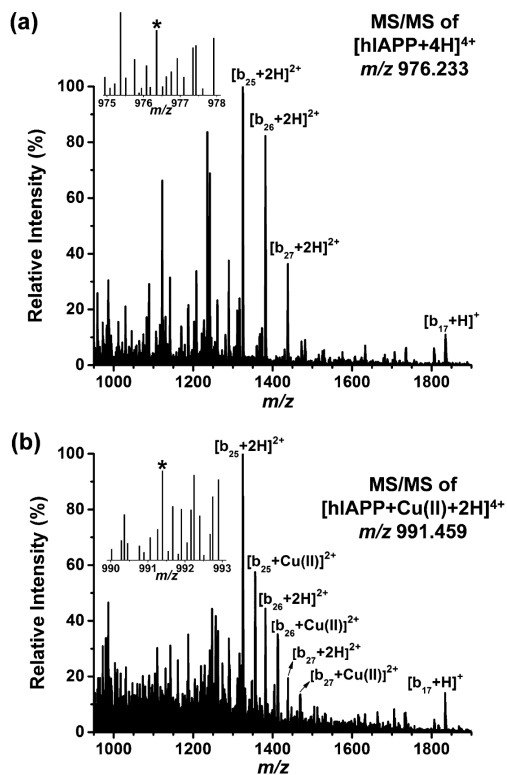 (a)
MS/MS of
[hIAPP+4H]4+
m/z 976.233
*
975 976 977 978
m/z
[b25+2H]2+
[b26+2H]2+
[b27+2H]2+
[b17+H]+
100
80
60
40
20
0
Relative Intensity (%)
1000 1200 1400 1600 1800
m/z
(b)
MS/MS of
[hIAPP+Cu(II)+2H]4+
m/z 991.459
*
990 991 992 993
m/z
[b25+2H]2+
[b25+Cu(II)]2+
[b26+2H]2+
[b26+Cu(II)]2+
[b27+2H]2+
[b27+Cu(II)]2+
[b17+H]+
100
80
60
40
20
0
Relative Intensity (%)
1000 1200 1400 1600 1800
m/z